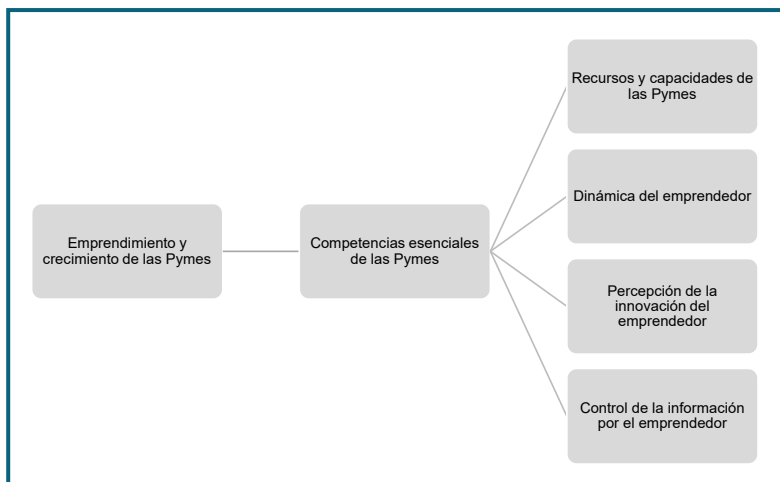 Emprendimiento y
crecimiento de las Pymes
Competencias esenciales
de las Pymes
Recursos y capacidades de
las Pymes
Dinámica del emprendedor
Percepción de la
innovación del
emprendedor
Control de la información
por el emprendedor